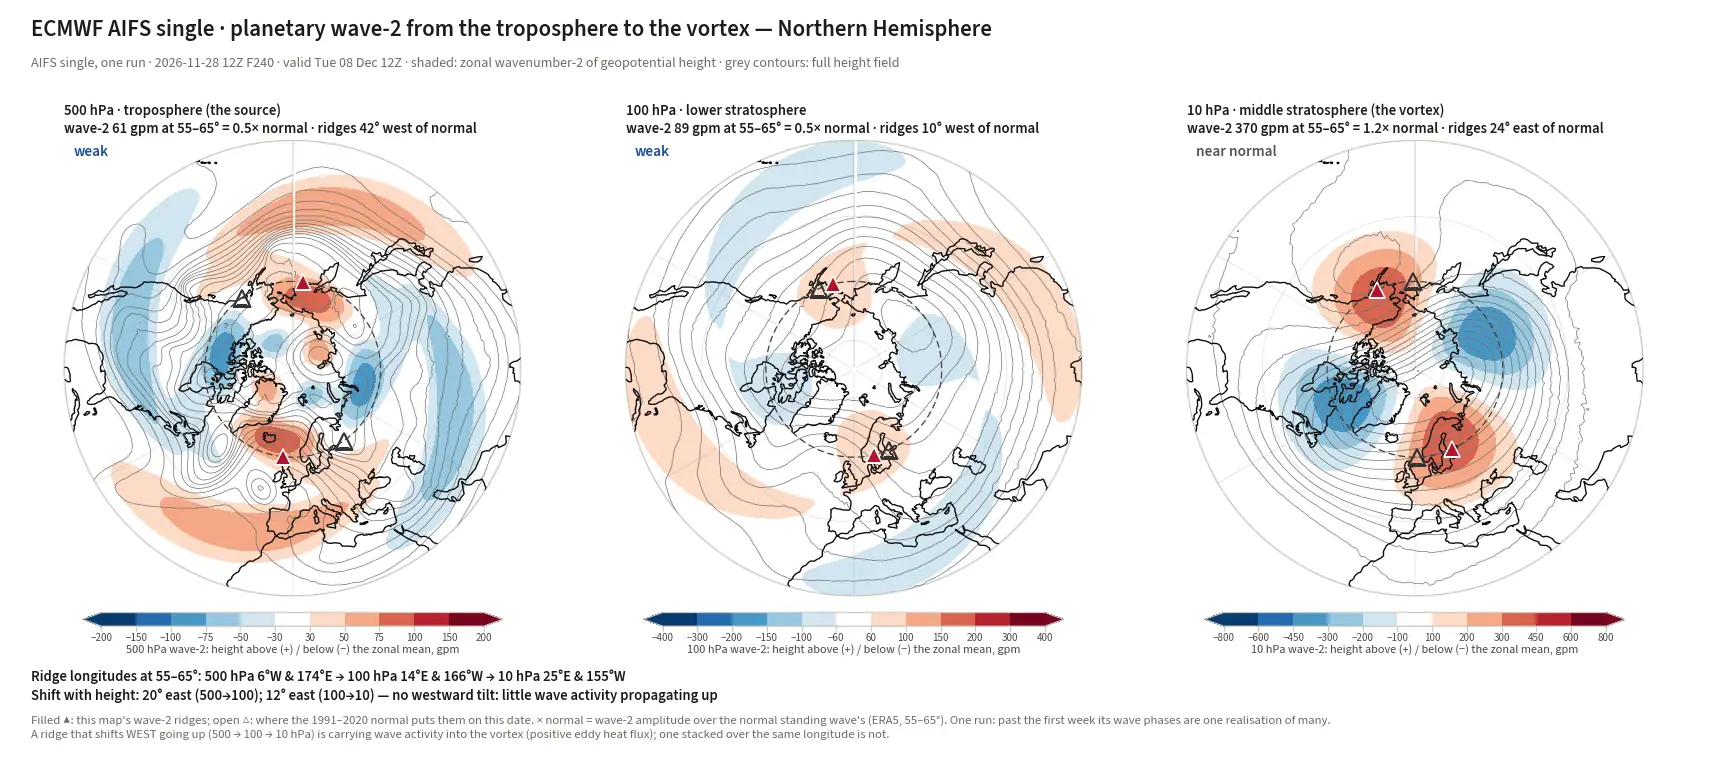 ECMWF AIFS single · planetary wave-2 from the troposphere to the vortex — Northern Hemisphere
AIFS single, one run · 2026-11-28 12Z F240 · valid Tue 08 Dec 12Z · shaded: zonal wavenumber-2 of geopotential height · grey contours: full height field
500 hPa · troposphere (the source)
wave-2 61 gpm at 55–65° = 0.5× normal · ridges 42° west of normal
weak
100 hPa · lower stratosphere
wave-2 89 gpm at 55–65° = 0.5× normal · ridges 10° west of normal
weak
10 hPa · middle stratosphere (the vortex)
wave-2 370 gpm at 55–65° = 1.2× normal · ridges 24° east of normal
near normal
−200 −150 −100 −75 −50 −30 30 50 75 100 150 200
500 hPa wave-2: height above (+) / below (−) the zonal mean, gpm
−400 −300 −200 −150 −100 −60 60 100 150 200 300 400
100 hPa wave-2: height above (+) / below (−) the zonal mean, gpm
−800 −600 −450 −300 −200 −100 100 200 300 450 600 800
10 hPa wave-2: height above (+) / below (−) the zonal mean, gpm
Ridge longitudes at 55–65°: 500 hPa 6°W & 174°E → 100 hPa 14°E & 166°W → 10 hPa 25°E & 155°W
Shift with height: 20° east (500→100); 12° east (100→10) — no westward tilt: little wave activity propagating up
Filled ▲: this map's wave-2 ridges; open △: where the 1991–2020 normal puts them on this date. × normal = wave-2 amplitude over the normal standing wave's (ERA5, 55–65°). One run: past the first week its wave phases are one realisation of many.
A ridge that shifts WEST going up (500 → 100 → 10 hPa) is carrying wave activity into the vortex (positive eddy heat flux); one stacked over the same longitude is not.